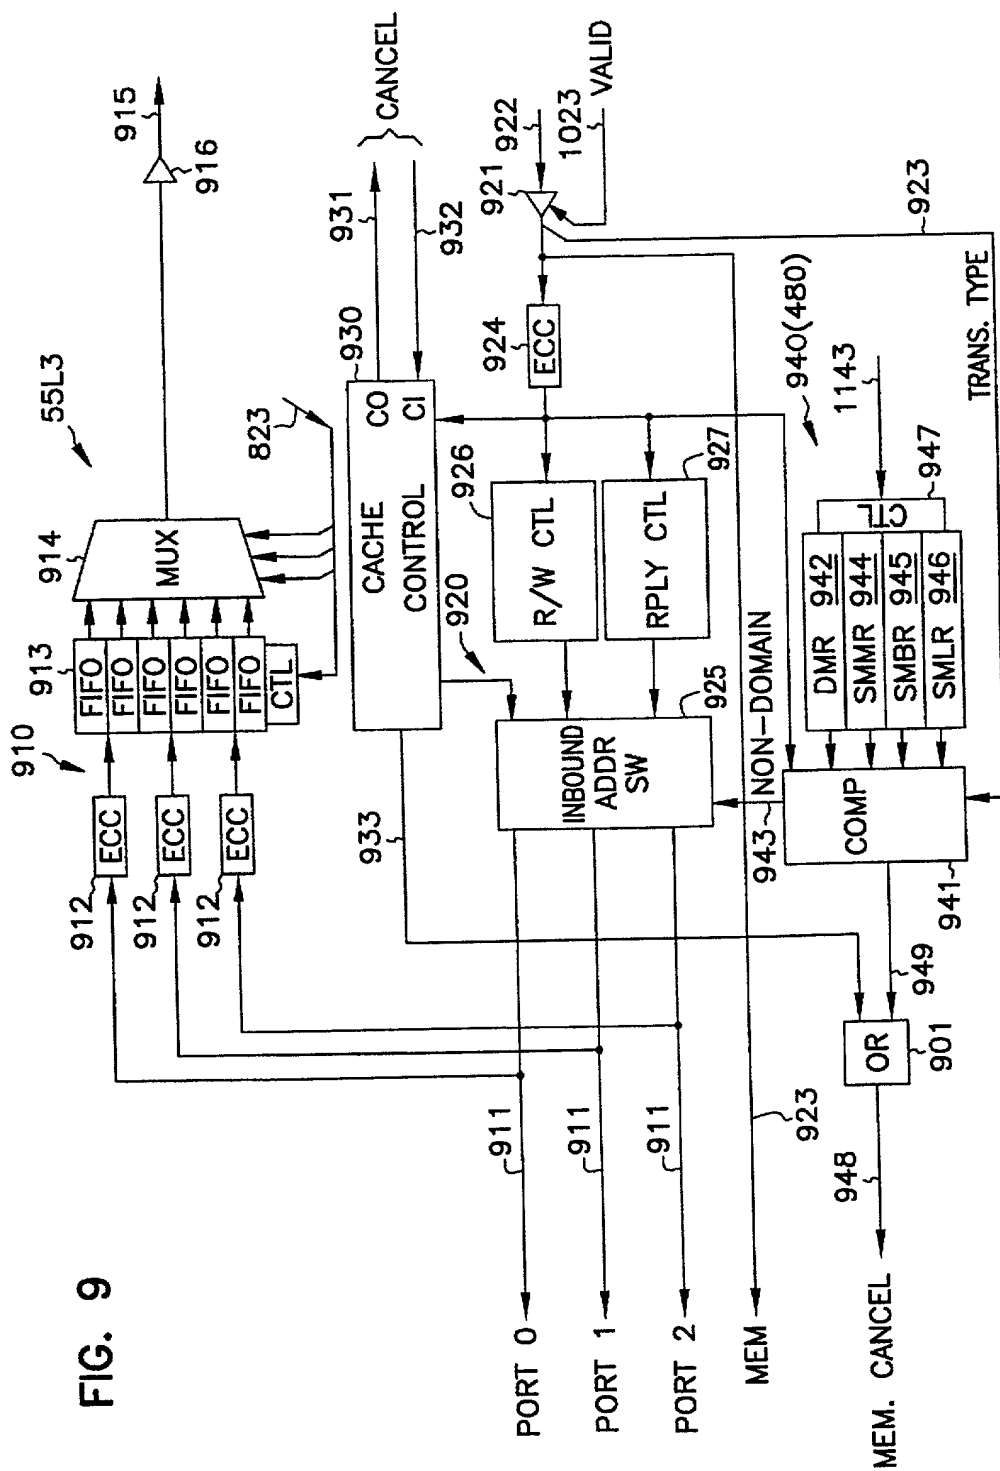 FIG. 9
55L3
910
912
ECC
912
ECC
912
ECC
913
FIFO
FIFO
FIFO
FIFO
FIFO
FIFO
CTL
914
MUX
916
915
823
930
CACHE CONTROL
CO
CI
931
932
CANCEL
933
920
926
R/W CTL
927
RPLY CTL
924
ECC
921
922
1023
VALID
923
TRANS. TYPE
925
INBOUND
ADDR
SW
943
NON-DOMAIN
940(480)
1143
947
CTL
DMR 942
SMMR 944
SMBR 945
SMLR 946
COMP
941
949
OR
901
948
911
911
911
923
PORT 0
PORT 1
PORT 2
MEM
MEM. CANCEL